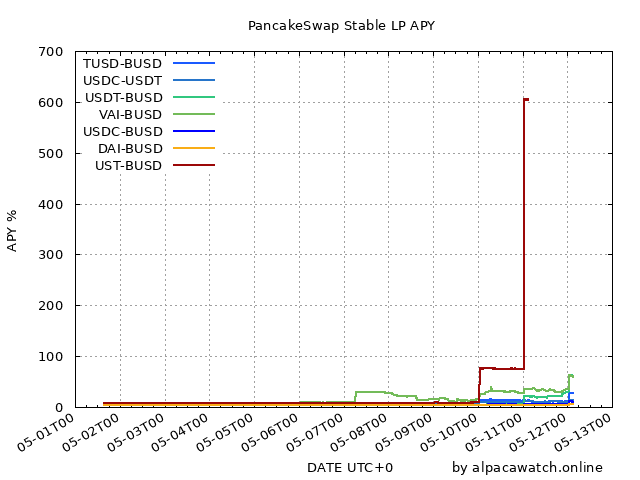 PancakeSwap Stable LP APY
TUSD-BUSD
USDC-USDT
USDT-BUSD
VAI-BUSD
USDC-BUSD
DAI-BUSD
UST-BUSD
700
600
500
400
300
200
100
0
APY %
05-01T00
05-02T00
05-03T00
05-04T00
05-05T00
05-06T00
05-07T00
05-08T00
05-09T00
05-10T00
05-11T00
05-12T00
05-13T00
DATE UTC+0
by alpacawatch.online